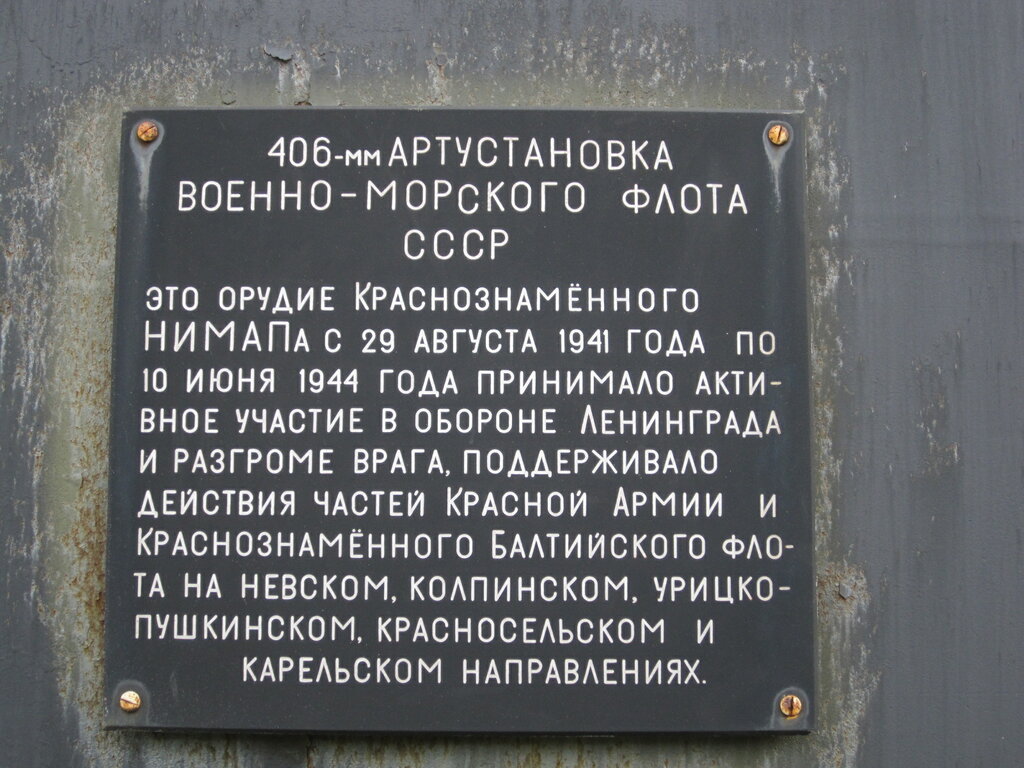 406-мм АРТУСТАНОВКА
ВОЕННО-МОРСКОГО ФЛОТА
СССР
ЭТО ОРУДИЕ КРАСНОЗНАМЁННОГО
НИМАПа С 29 АВГУСТА 1941 ГОДА ПО
10 ИЮНЯ 1944 ГОДА ПРИНИМАЛО АКТИ-
ВНОЕ УЧАСТИЕ В ОБОРОНЕ ЛЕНИНГРАДА
И РАЗГРОМЕ ВРАГА, ПОДДЕРЖИВАЛО
ДЕЙСТВИЯ ЧАСТЕЙ КРАСНОЙ АРМИИ И
КРАСНОЗНАМЁННОГО БАЛТИЙСКОГО ФЛО-
ТА НА НЕВСКОМ, КОЛПИНСКОМ, УРИЦКО-
ПУШКИНСКОМ, КРАСНОСЕЛЬСКОМ И
КАРЕЛЬСКОМ НАПРАВЛЕНИЯХ.